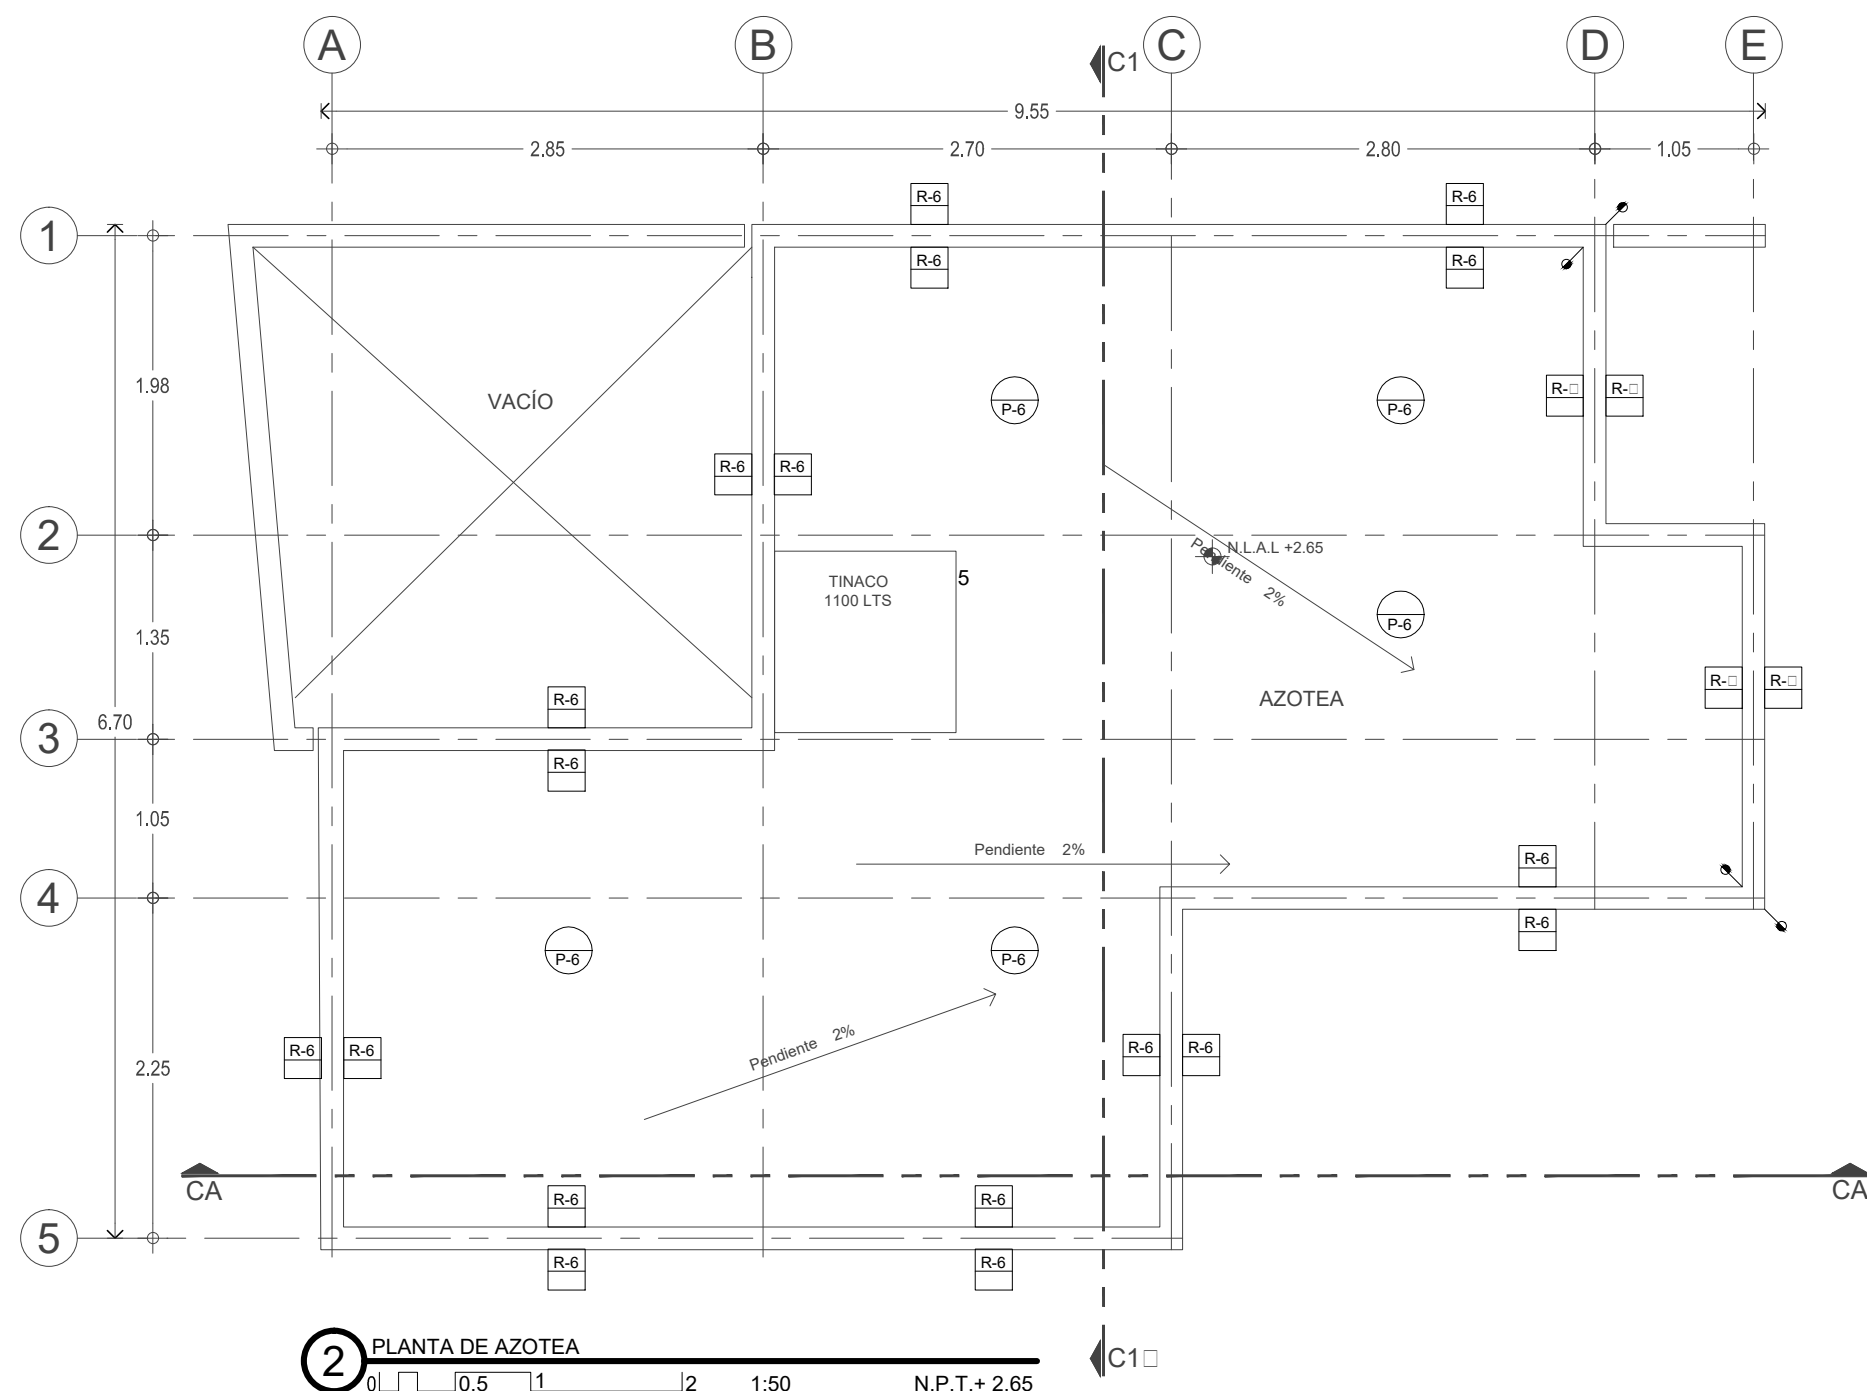 A B C D E
C1
9.55
2.85 2.70 2.80 1.05
R-6 R-6
1
R-6 R-6
1.98
VACÍO
P-6 P-6
R-□ R-□
R-6 R-6
2
N.L.A.L +2.65
Pendiente 2%
TINACO
1100 LTS
5
P-6
1.35
R-□ R-□
AZOTEA
R-6
6.70
3
R-6
1.05
Pendiente 2%
R-6
4
R-6
P-6 P-6
Pendiente 2%
R-6 R-6 R-6 R-6
2.25
CA CA
R-6 R-6
5
R-6 R-6
2 PLANTA DE AZOTEA
C1□
0 0.5 1 2 1:50 N.P.T.+ 2.65